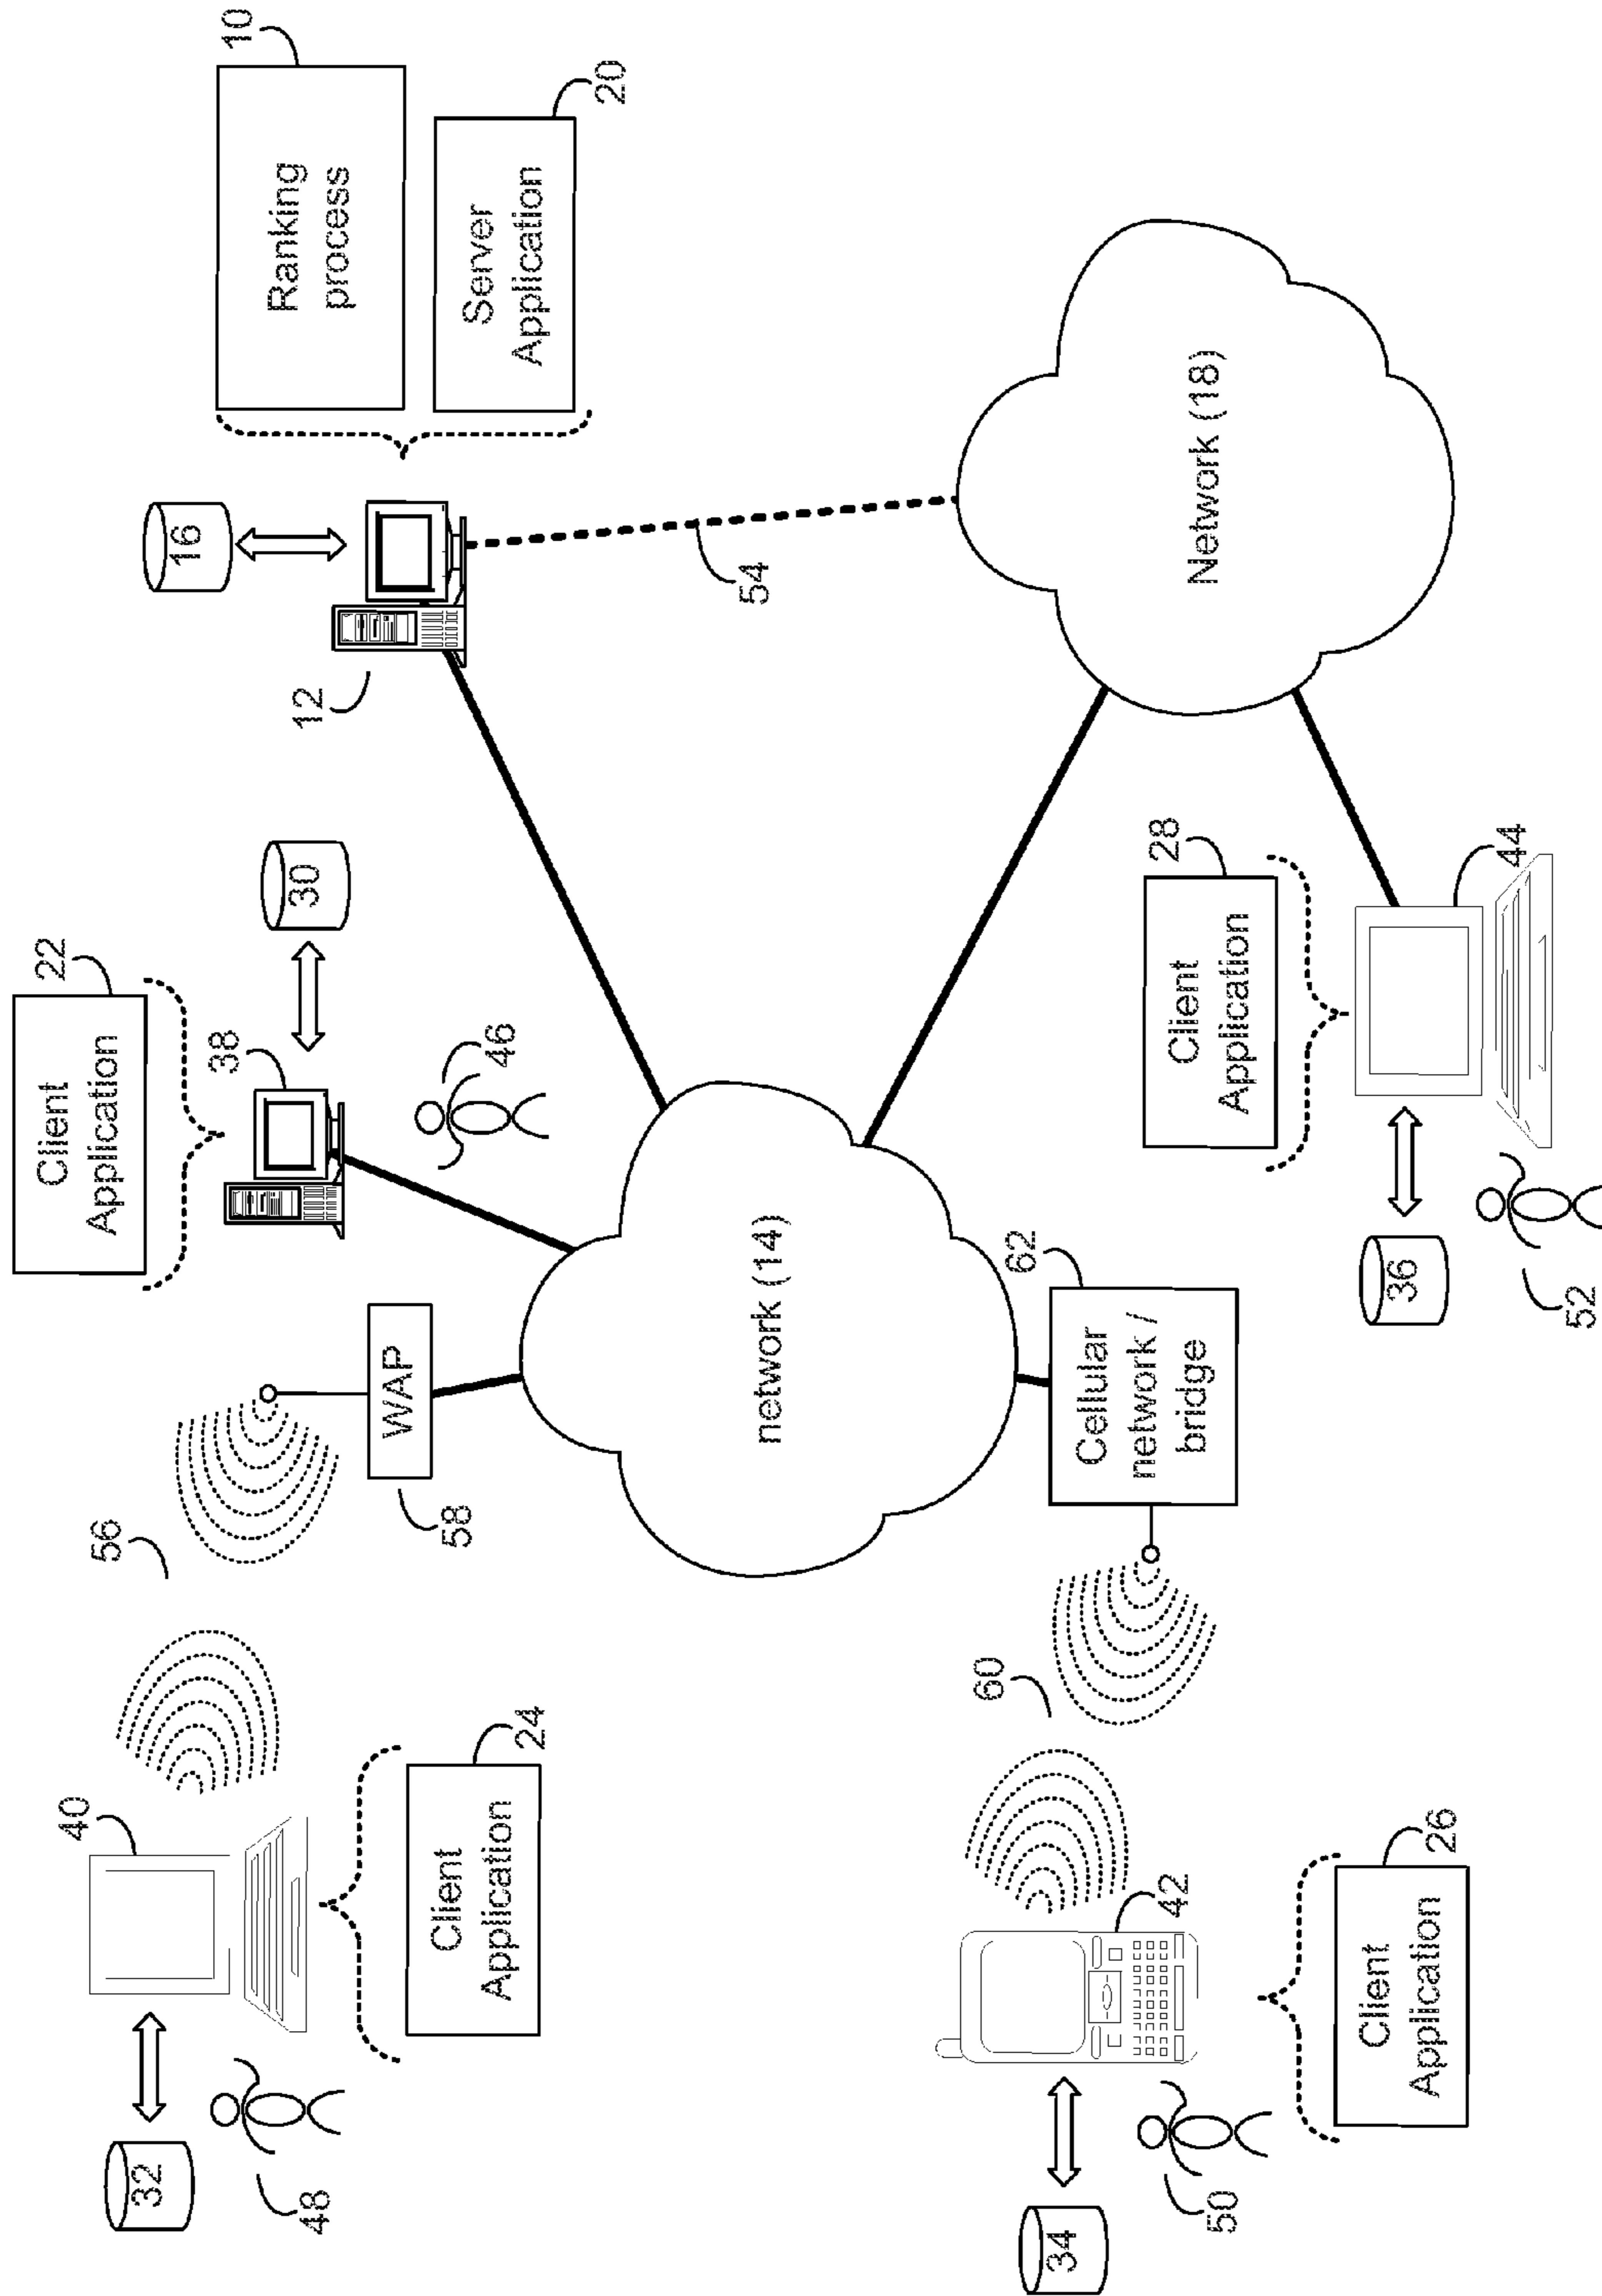 Client
Application
22
40
56
32
16
38
10
Ranking
process
30
12
48
WAP
Client
Application
24
58
Server
Application
46
20
54
network (14)
60
62
34
Cellular
network /
bridge
28
Client
Application
42
Network (18)
50
Client
Application
26
36
44
52